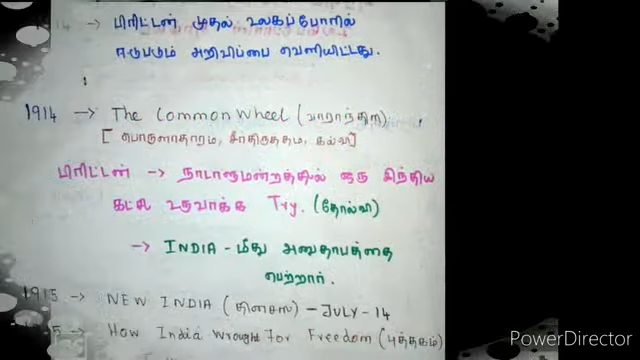 → பிரிட்டன் முதல் உலகப்போரில்
ஈடுபடும் அறிவிப்பை வெளியிட்டது.
1914 → The Common Wheel (வாராந்திர)
[பொருளாதாரம், சீர்திருத்தம், கல்வி]
பிரிட்டன் → நாடாளுமன்றத்தில் ஒரு இந்திய
கட்சி உருவாக்க Try. (தோல்வி)
→ INDIA - மீது அனுதாபத்தை
பெற்றார்.
1915 → NEW INDIA (தினசரி) - JULY - 14
→ How India Wrought For Freedom (புத்தகம்)
PowerDirector